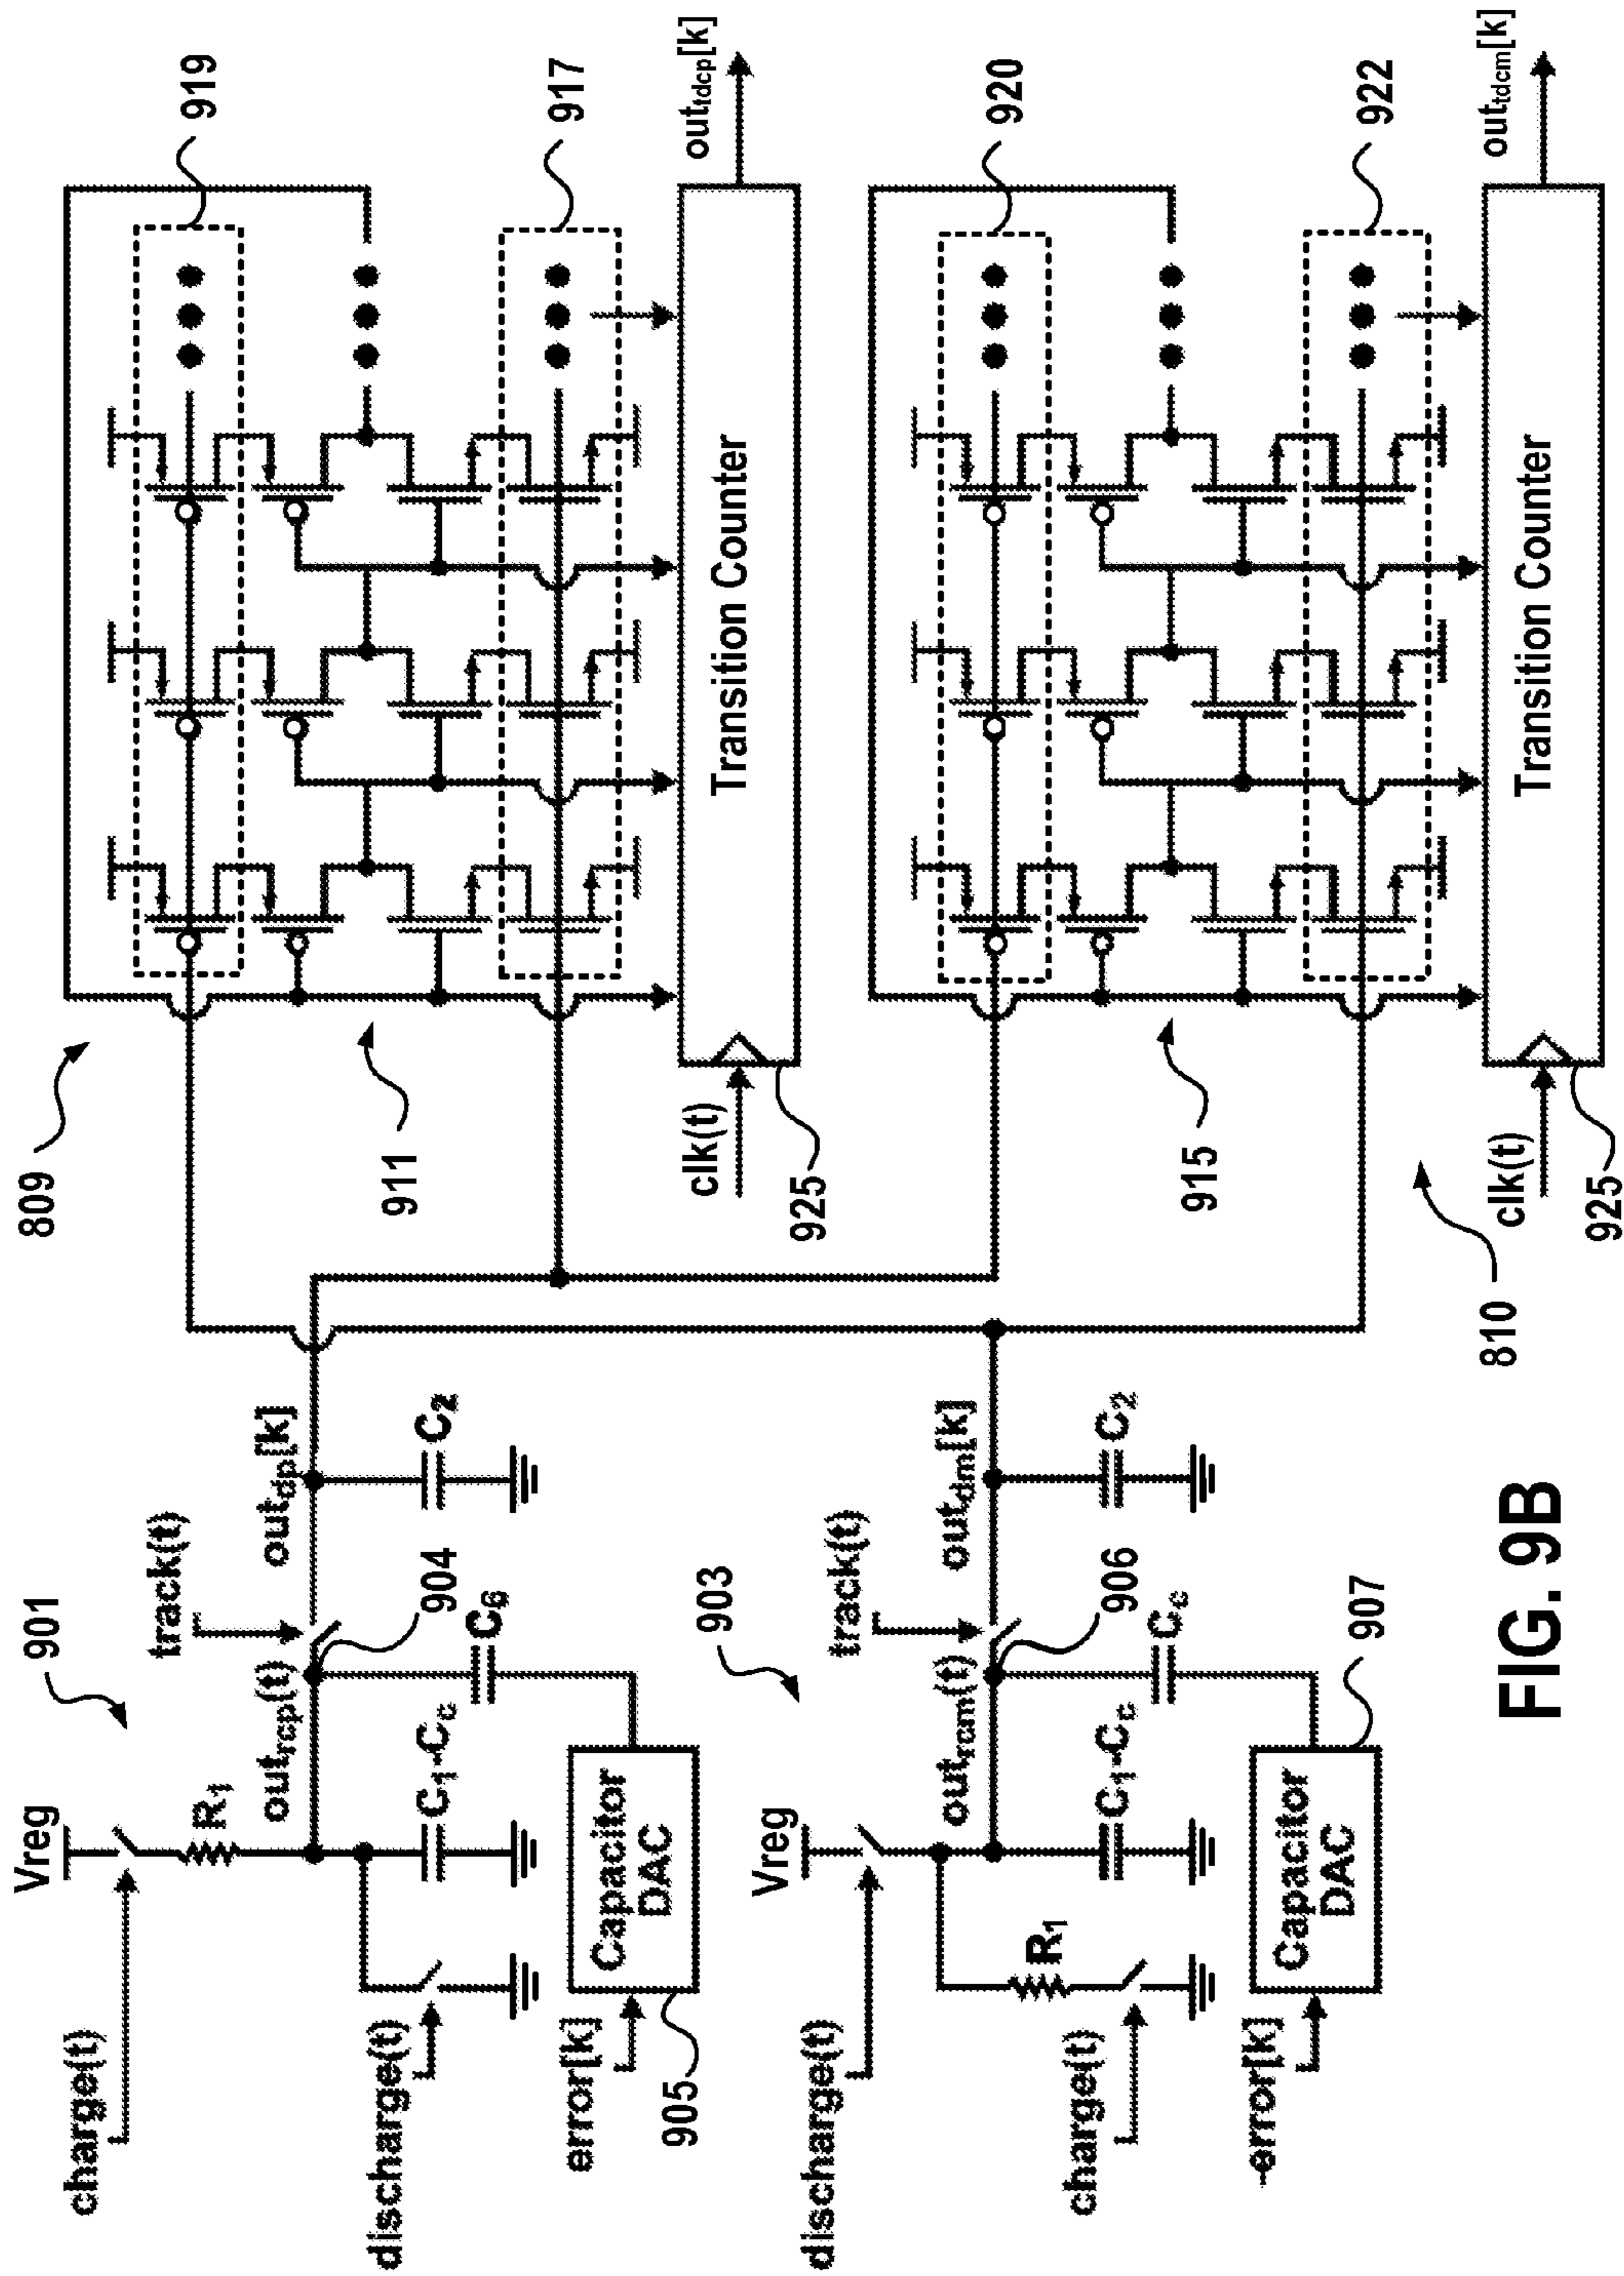 charge(t)
Vreg
901
track(t)
R₁
outrcp(t)
904
outdp[k]
discharge(t)
C₁-Cc
C6
C₂
error[k]
Capacitor
DAC
905
809
919
911
917
clk(t)
Transition Counter
outtdcp[k]
925
discharge(t)
Vreg
903
track(t)
outrcm(t)
906
outdm[k]
R₁
charge(t)
C₁-Cc
Cc
C₂
-error[k]
Capacitor
DAC
907
920
915
922
810
clk(t)
Transition Counter
outtdcm[k]
925
FIG. 9B